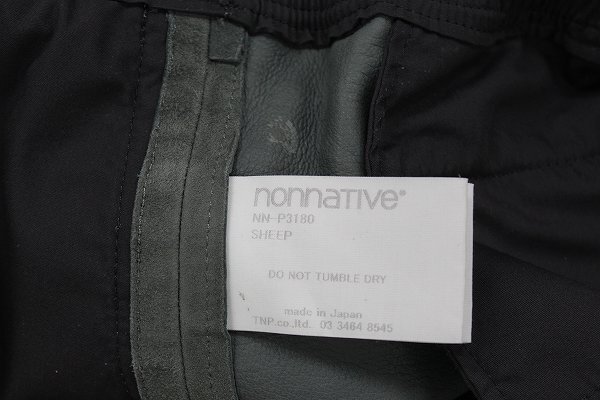 nonnative®
NN-P3180
SHEEP
DO NOT TUMBLE DRY
made in Japan
TNP.co.,ltd. 03 3464 8545